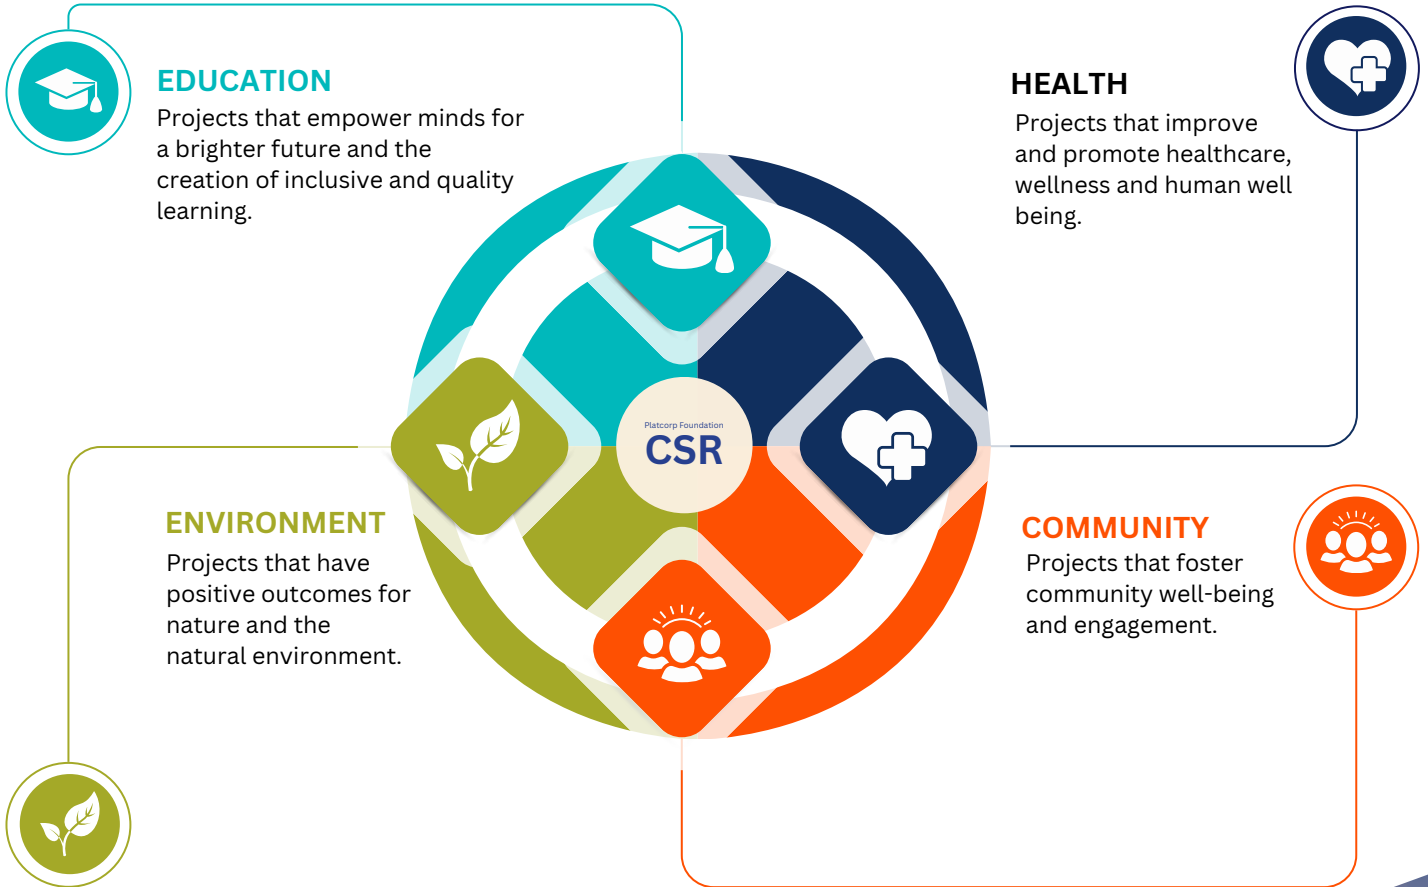 EDUCATION
Projects that empower minds for
a brighter future and the
creation of inclusive and quality
learning.
HEALTH
Projects that improve
and promote healthcare,
wellness and human well
being.
Platcorp Foundation
CSR
ENVIRONMENT
Projects that have
positive outcomes for
nature and the
natural environment.
COMMUNITY
Projects that foster
community well-being
and engagement.